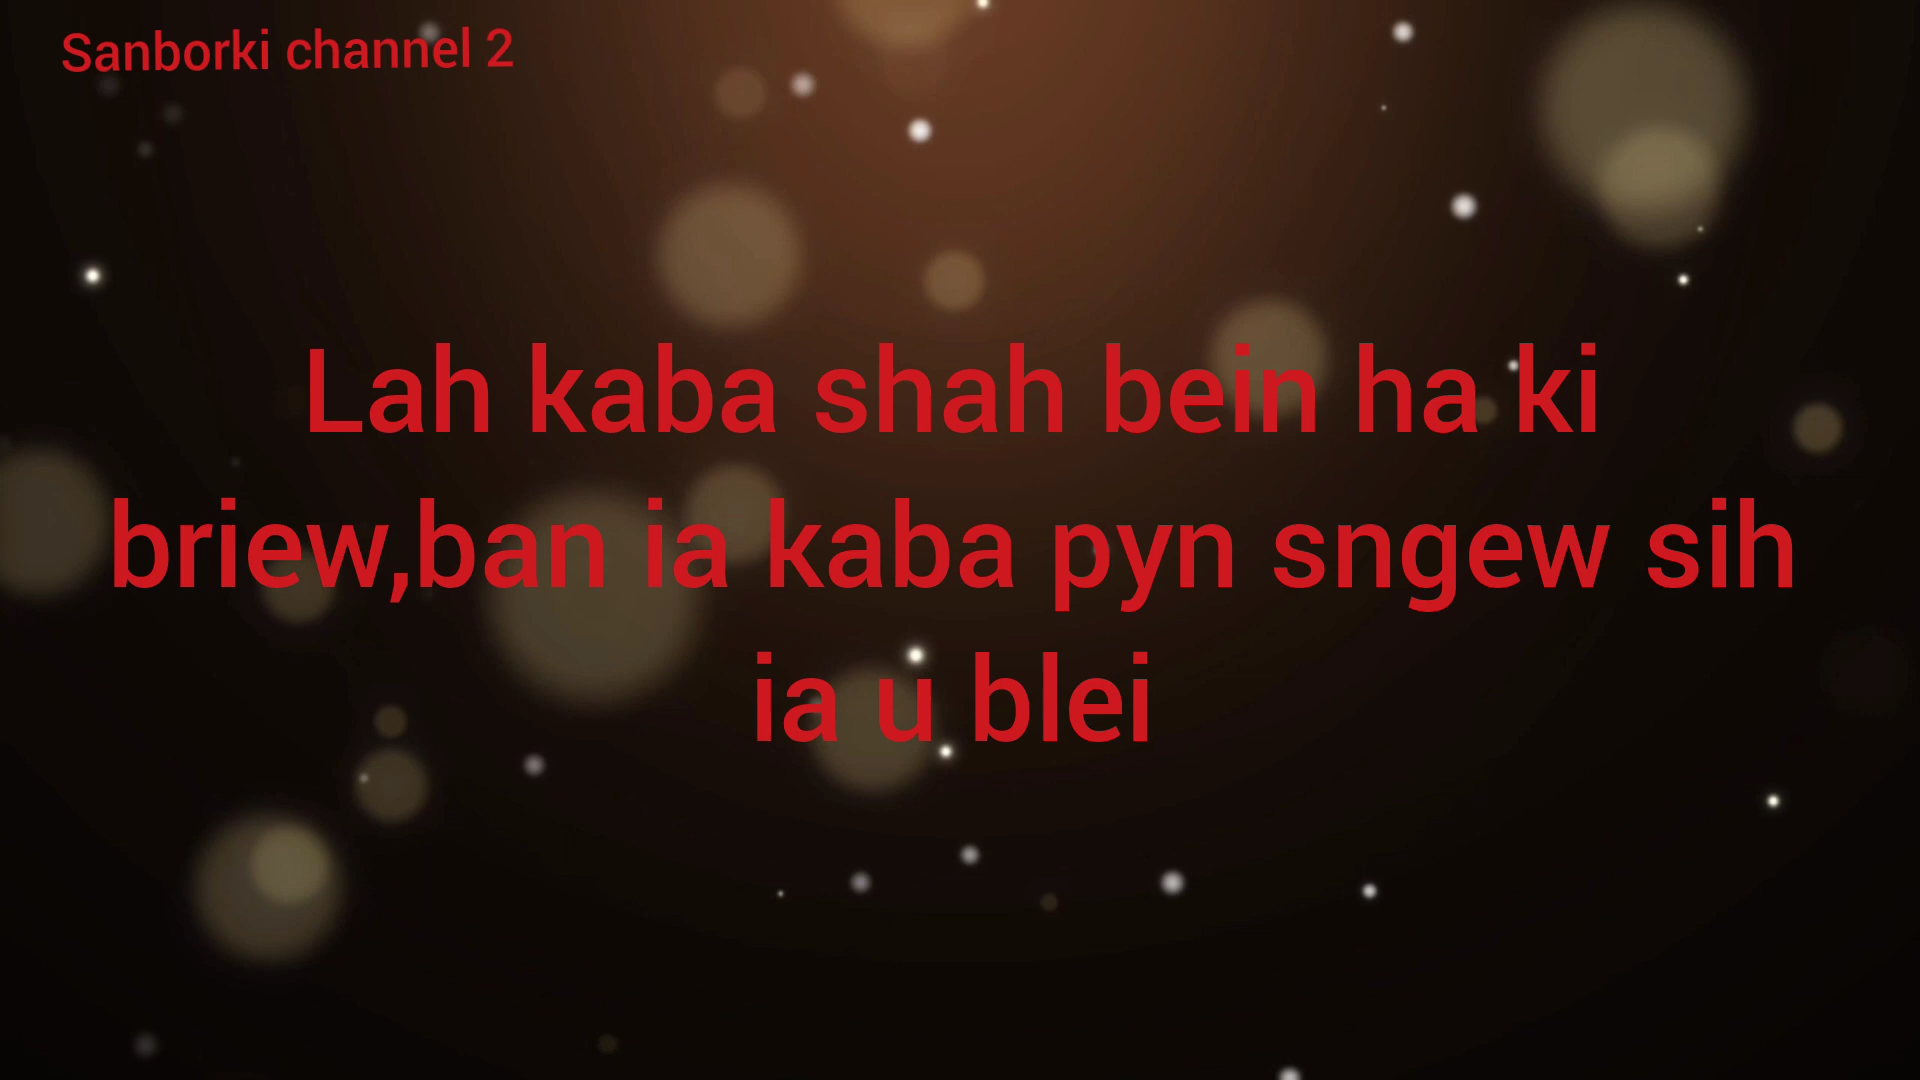 Sanborki channel 2
Lah kaba shah bein ha ki
briew,ban ia kaba pyn sngew sih
ia u blei